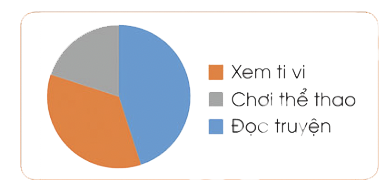 Xem ti vi
Chơi thể thao
Đọc truyện